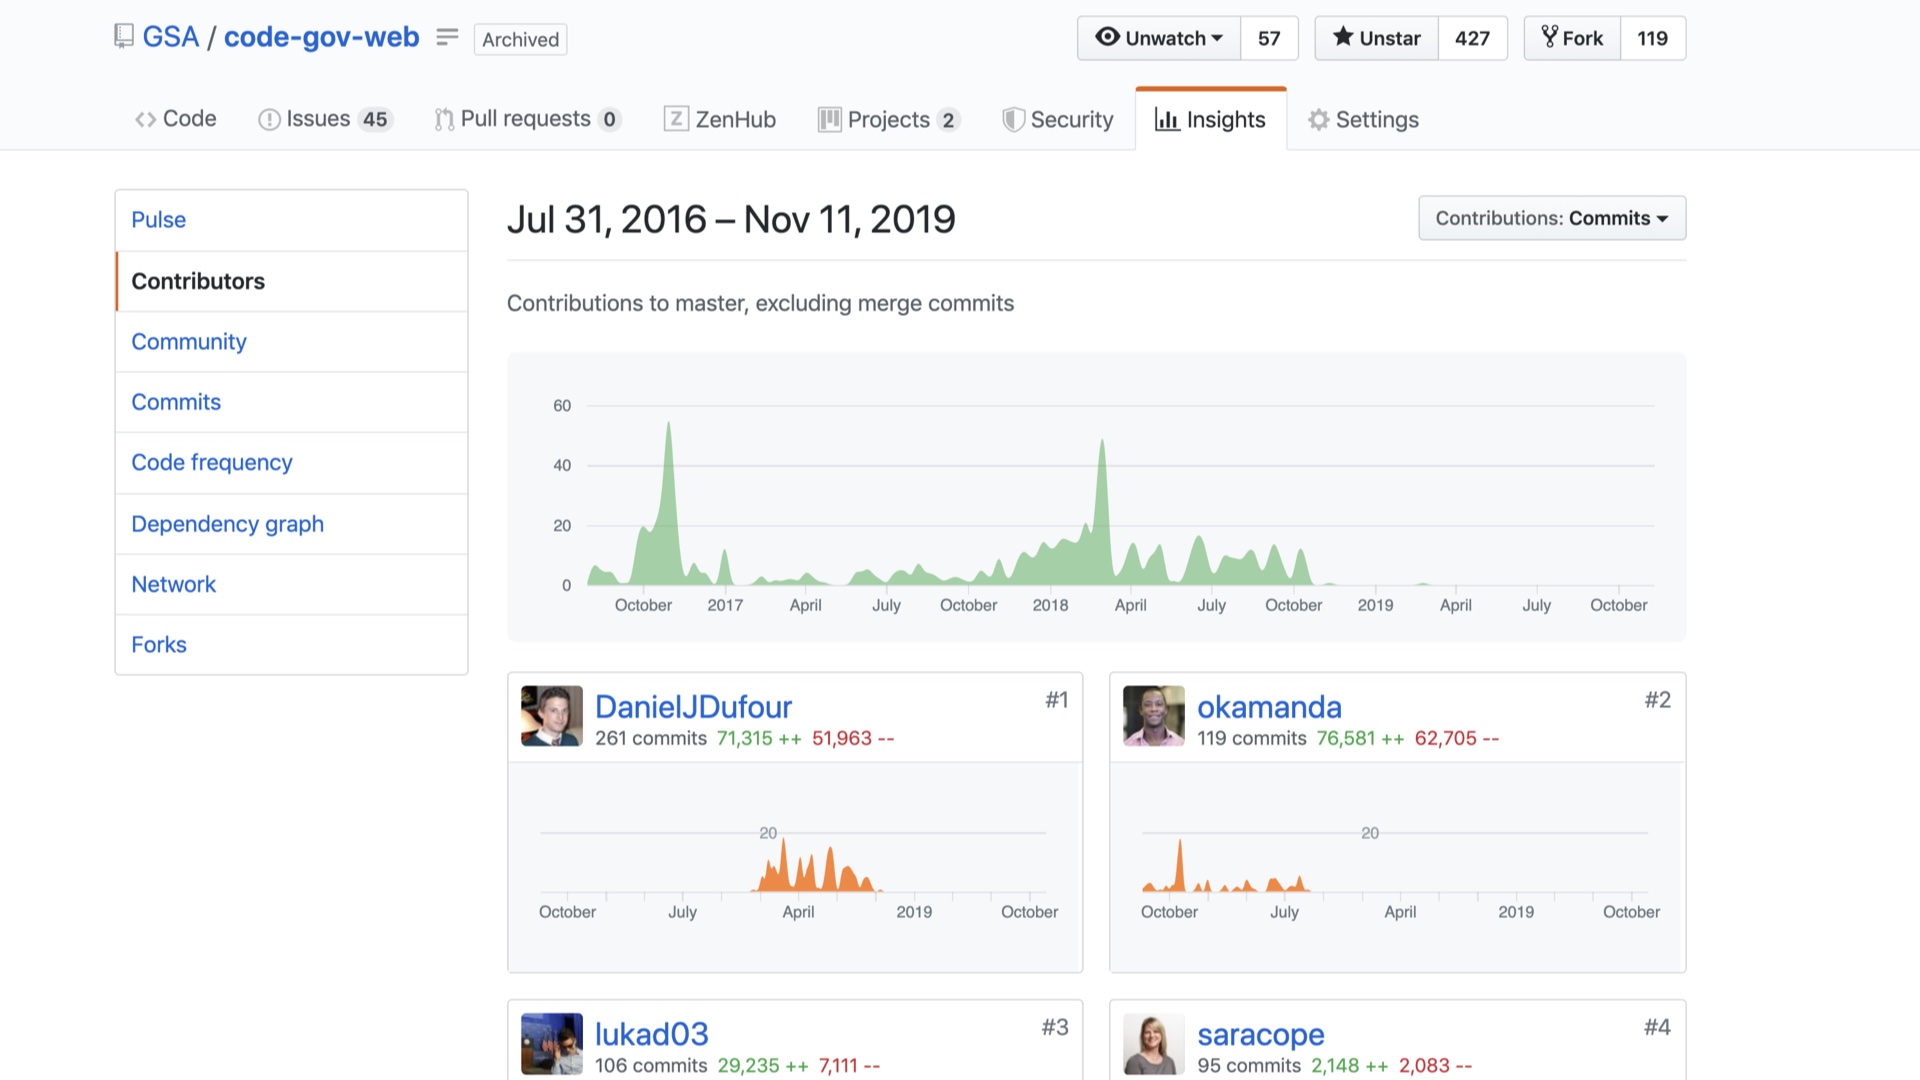 GSA / code-gov-web Archived Unwatch 57 Unstar 427 Fork 119
Code Issues 45 Pull requests 0 Z ZenHub Projects 2 Security Insights Settings
Pulse
Contributors
Community
Commits
Code frequency
Dependency graph
Network
Forks
Jul 31, 2016 – Nov 11, 2019
Contributions: Commits
Contributions to master, excluding merge commits
60
40
20
0
October 2017 April July October 2018 April July October 2019 April July October
DanielJDufour #1
261 commits 71,315 ++ 51,963 --
20
October July April 2019 October
okamanda #2
119 commits 76,581 ++ 62,705 --
20
October July April 2019 October
lukad03 #3
106 commits 29,235 ++ 7,111 --
saracope #4
95 commits 2,148 ++ 2,083 --